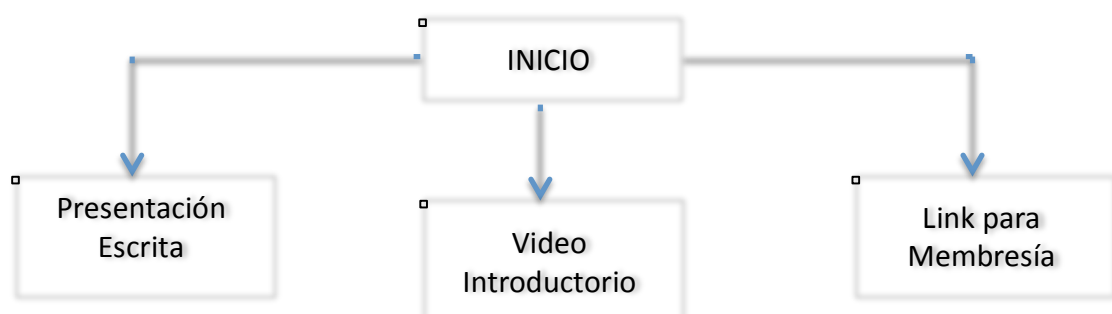 INICIO
Presentación
Escrita
Video
Introductorio
Link para
Membresía